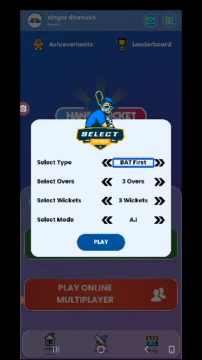 singer dhanush
Achievements
Leaderboard
SELECT
Select Type
BAT First
Select Overs
3 Overs
Select Wickets
3 Wickets
Select Mode
A.I
PLAY
PLAY ONLINE
MULTIPLAYER